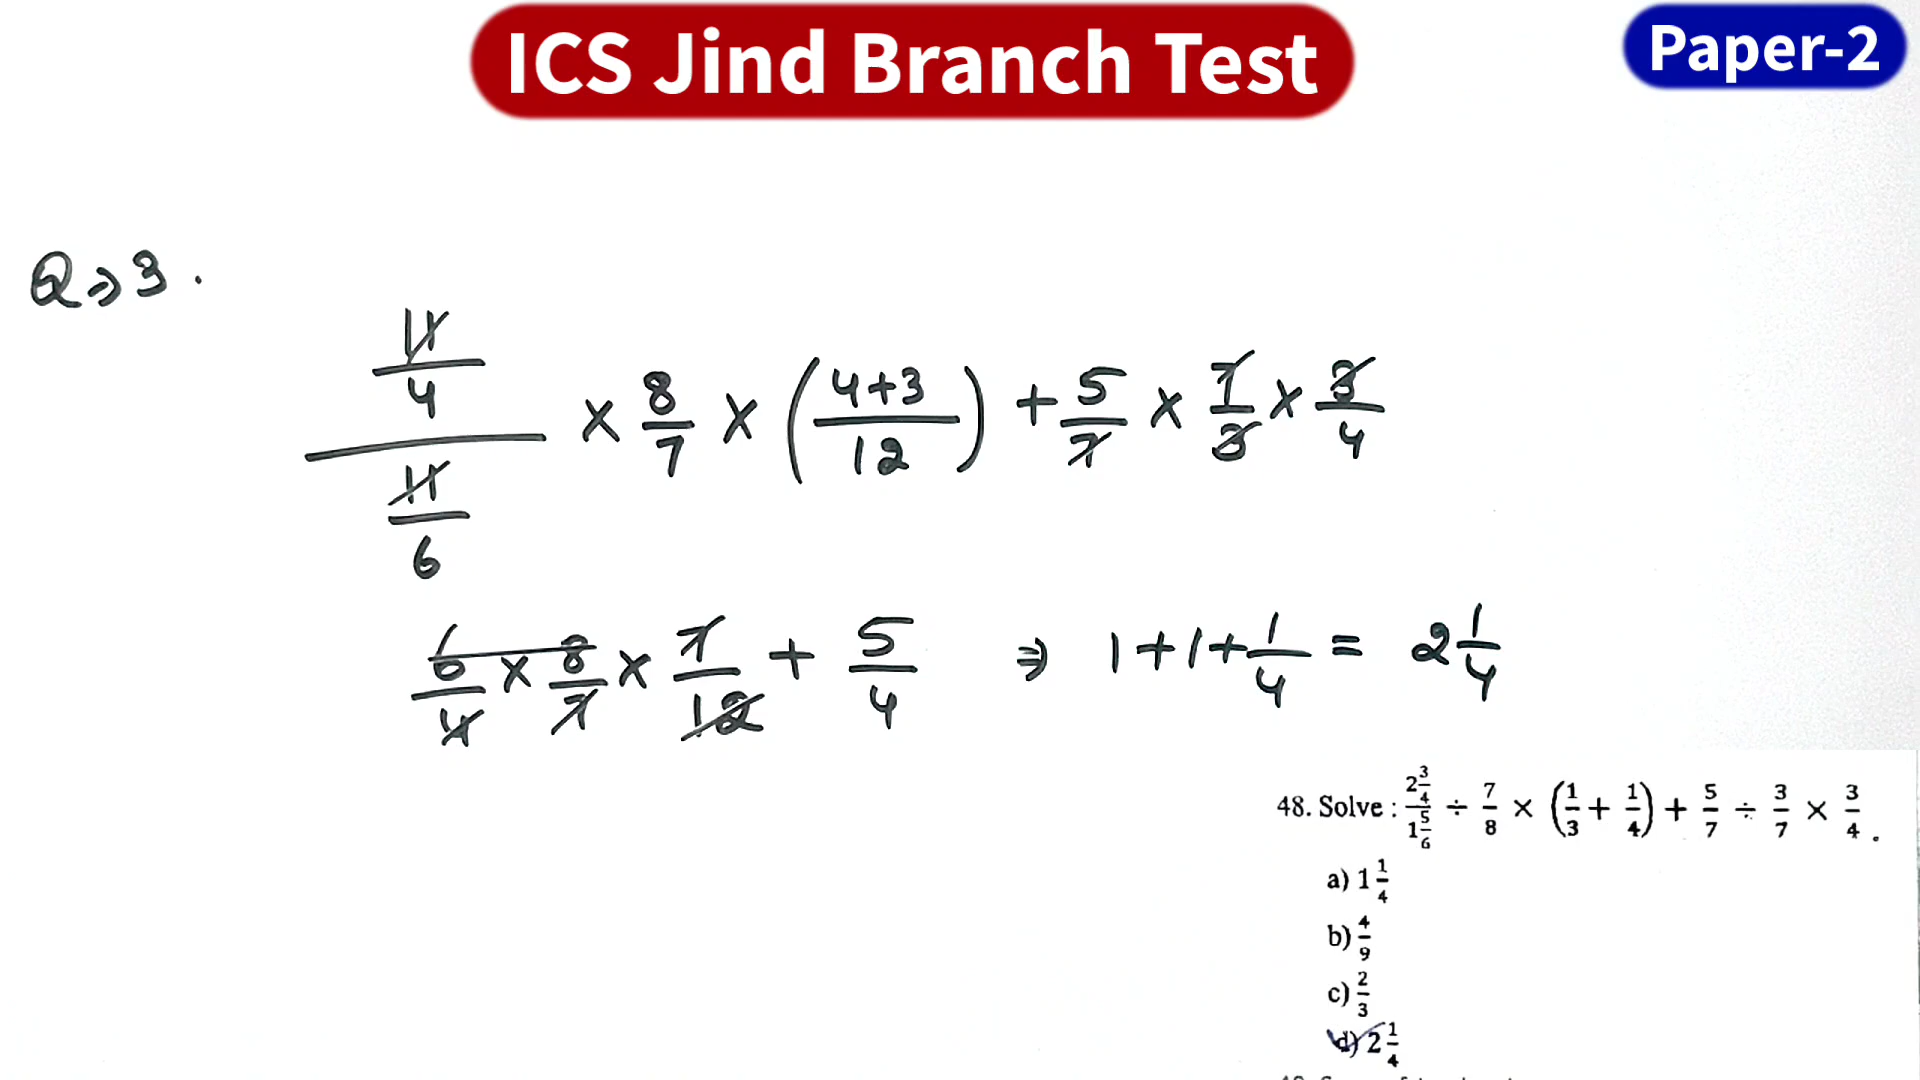 ICS Jind Branch Test
Paper-2
Q⇒3.
(11/4)/(11/6) × 8/7 × ((4+3)/12) + 5/7 × 7/3 × 3/4
6/4 × 8/7 × 7/12 + 5/4 ⇒ 1+1+1/4 = 2 1/4
48. Solve : (2 3/4)/(1 5/6) ÷ 7/8 × (1/3 + 1/4) + 5/7 ÷ 3/7 × 3/4 .
a) 1 1/4
b) 4/9
c) 2/3
d) 2 1/4